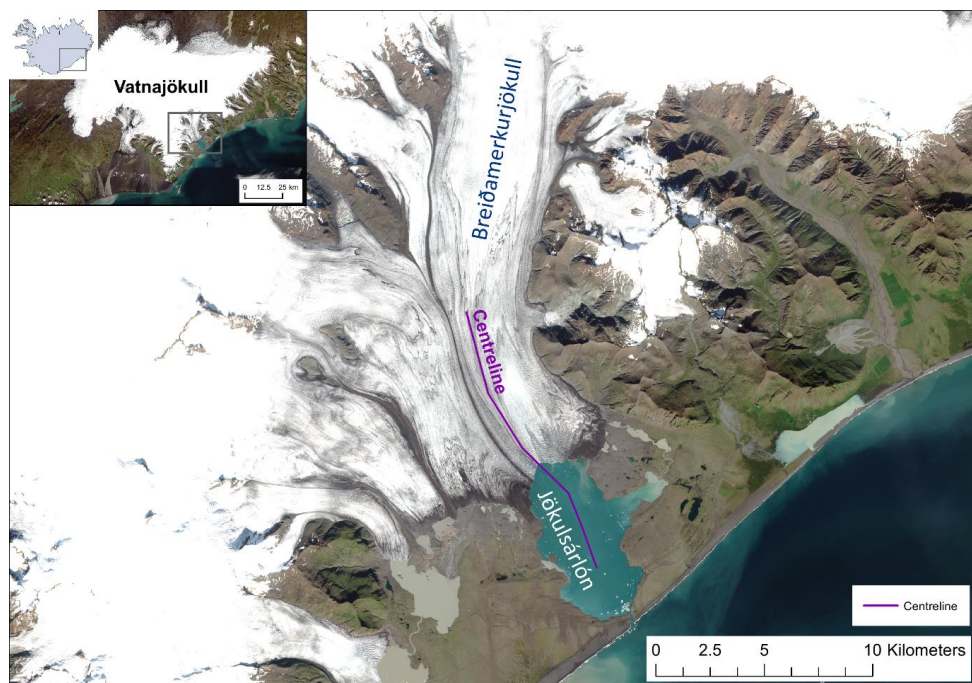 Vatnajökull
0 12.5 25 km
Breiðamerkurjökull
Centreline
Jökulsárlón
Centreline
0 2.5 5 10 Kilometers